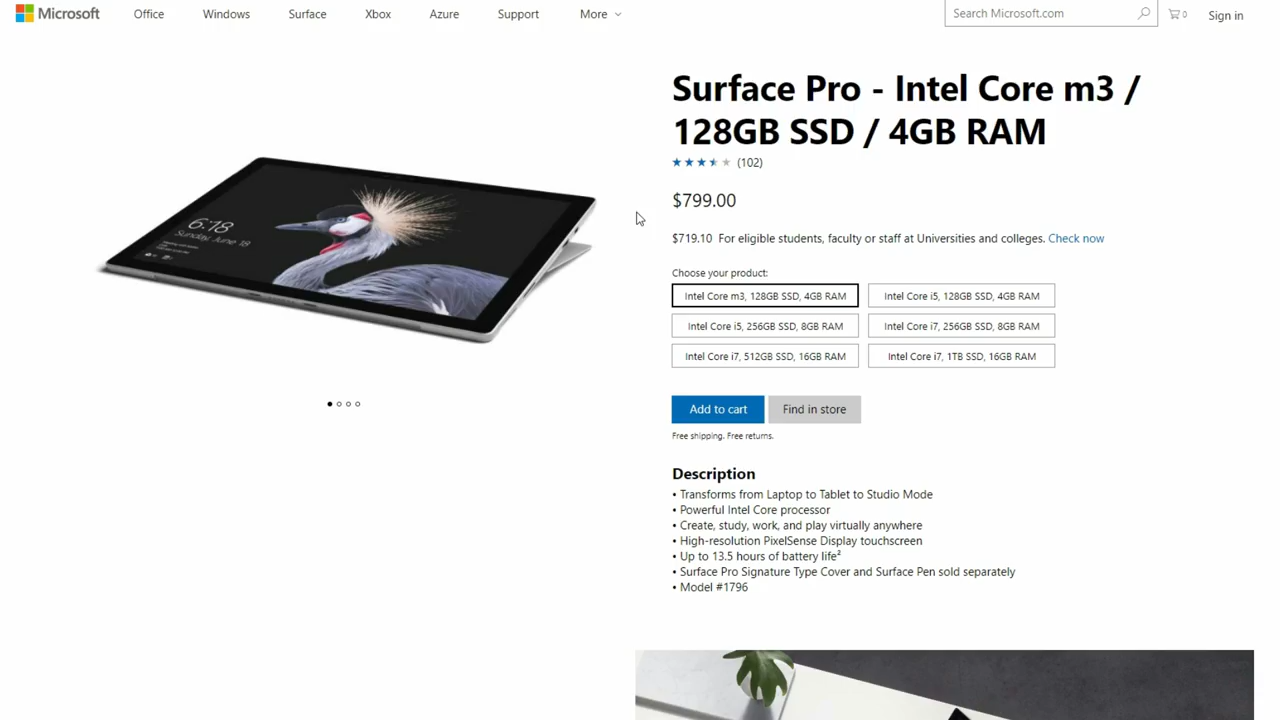 Microsoft
Office
Windows
Surface
Xbox
Azure
Support
More
Search Microsoft.com
0
Sign in
Surface Pro - Intel Core m3 /
128GB SSD / 4GB RAM
(102)
$799.00
$719.10 For eligible students, faculty or staff at Universities and colleges. Check now
Choose your product:
Intel Core m3, 128GB SSD, 4GB RAM
Intel Core i5, 128GB SSD, 4GB RAM
Intel Core i5, 256GB SSD, 8GB RAM
Intel Core i7, 256GB SSD, 8GB RAM
Intel Core i7, 512GB SSD, 16GB RAM
Intel Core i7, 1TB SSD, 16GB RAM
6:18
Sunday, June 18
Add to cart
Find in store
Free shipping. Free returns.
Description
• Transforms from Laptop to Tablet to Studio Mode
• Powerful Intel Core processor
• Create, study, work, and play virtually anywhere
• High-resolution PixelSense Display touchscreen
• Up to 13.5 hours of battery life²
• Surface Pro Signature Type Cover and Surface Pen sold separately
• Model #1796